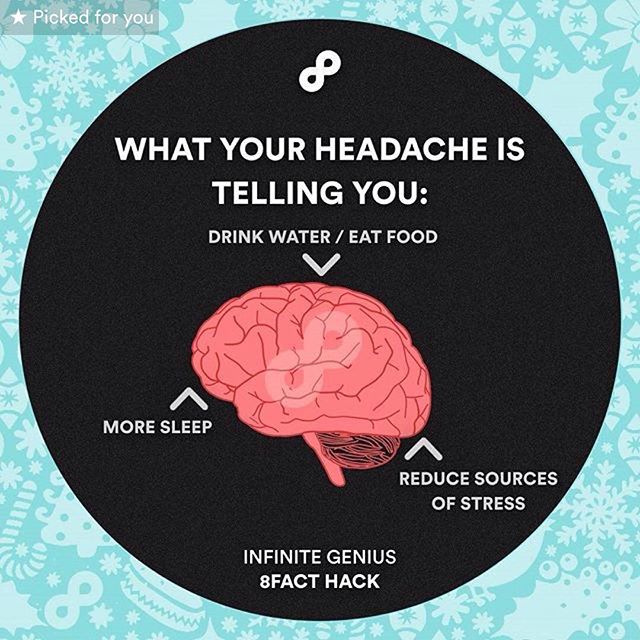 ★ Picked for you
WHAT YOUR HEADACHE IS
TELLING YOU:
DRINK WATER / EAT FOOD
MORE SLEEP
REDUCE SOURCES
OF STRESS
INFINITE GENIUS
8FACT HACK